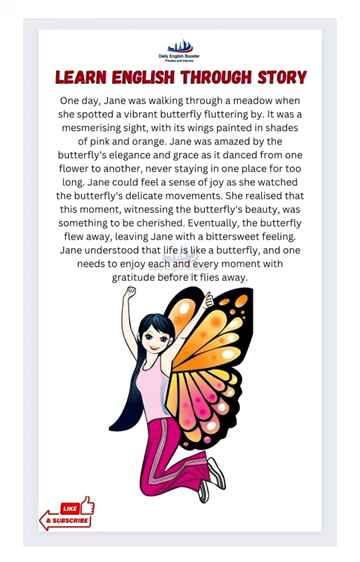 Daily English Booster
Practice and Improve
LEARN ENGLISH THROUGH STORY
One day, Jane was walking through a meadow when
she spotted a vibrant butterfly fluttering by. It was a
mesmerising sight, with its wings painted in shades
of pink and orange. Jane was amazed by the
butterfly's elegance and grace as it danced from one
flower to another, never staying in one place for too
long. Jane could feel a sense of joy as she watched
the butterfly's delicate movements. She realised that
this moment, witnessing the butterfly's beauty, was
something to be cherished. Eventually, the butterfly
flew away, leaving Jane with a bittersweet feeling.
Jane understood that life is like a butterfly, and one
needs to enjoy each and every moment with
gratitude before it flies away.
LIKE
& SUBSCRIBE